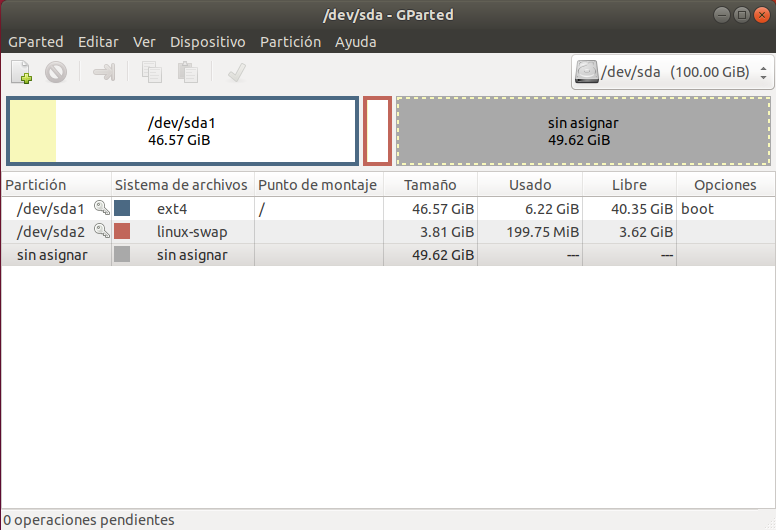 /dev/sda - GParted
GParted Editar Ver Dispositivo Partición Ayuda
/dev/sda (100.00 GiB)
/dev/sda1
46.57 GiB
sin asignar
49.62 GiB
Partición Sistema de archivos Punto de montaje Tamaño Usado Libre Opciones
/dev/sda1 ext4 / 46.57 GiB 6.22 GiB 40.35 GiB boot
/dev/sda2 linux-swap 3.81 GiB 199.75 MiB 3.62 GiB
sin asignar sin asignar 49.62 GiB --- ---
0 operaciones pendientes